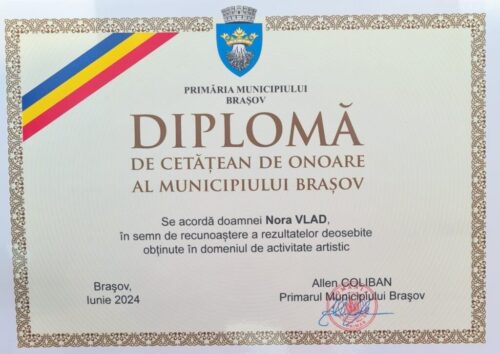 PRIMĂRIA MUNICIPIULUI
BRAȘOV
DIPLOMĂ
DE CETĂȚEAN DE ONOARE
AL MUNICIPIULUI BRAȘOV
Se acordă doamnei Nora VLAD,
în semn de recunoaștere a rezultatelor deosebite
obținute în domeniul de activitate artistic
Brașov,
Iunie 2024
Allen COLIBAN
Primarul Municipiului Brașov